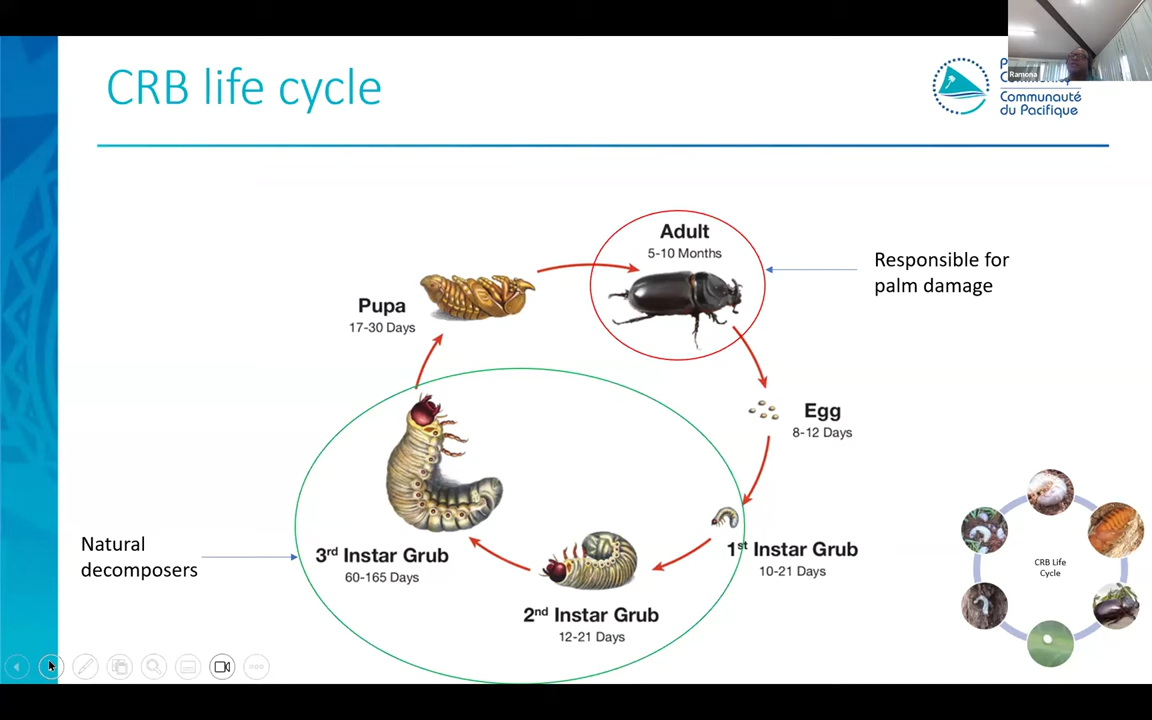 CRB life cycle
Ramona
Communauté
du Pacifique
Adult
5-10 Months
Responsible for
palm damage
Pupa
17-30 Days
Egg
8-12 Days
1st Instar Grub
10-21 Days
2nd Instar Grub
12-21 Days
3rd Instar Grub
60-165 Days
Natural
decomposers
CRB Life
Cycle